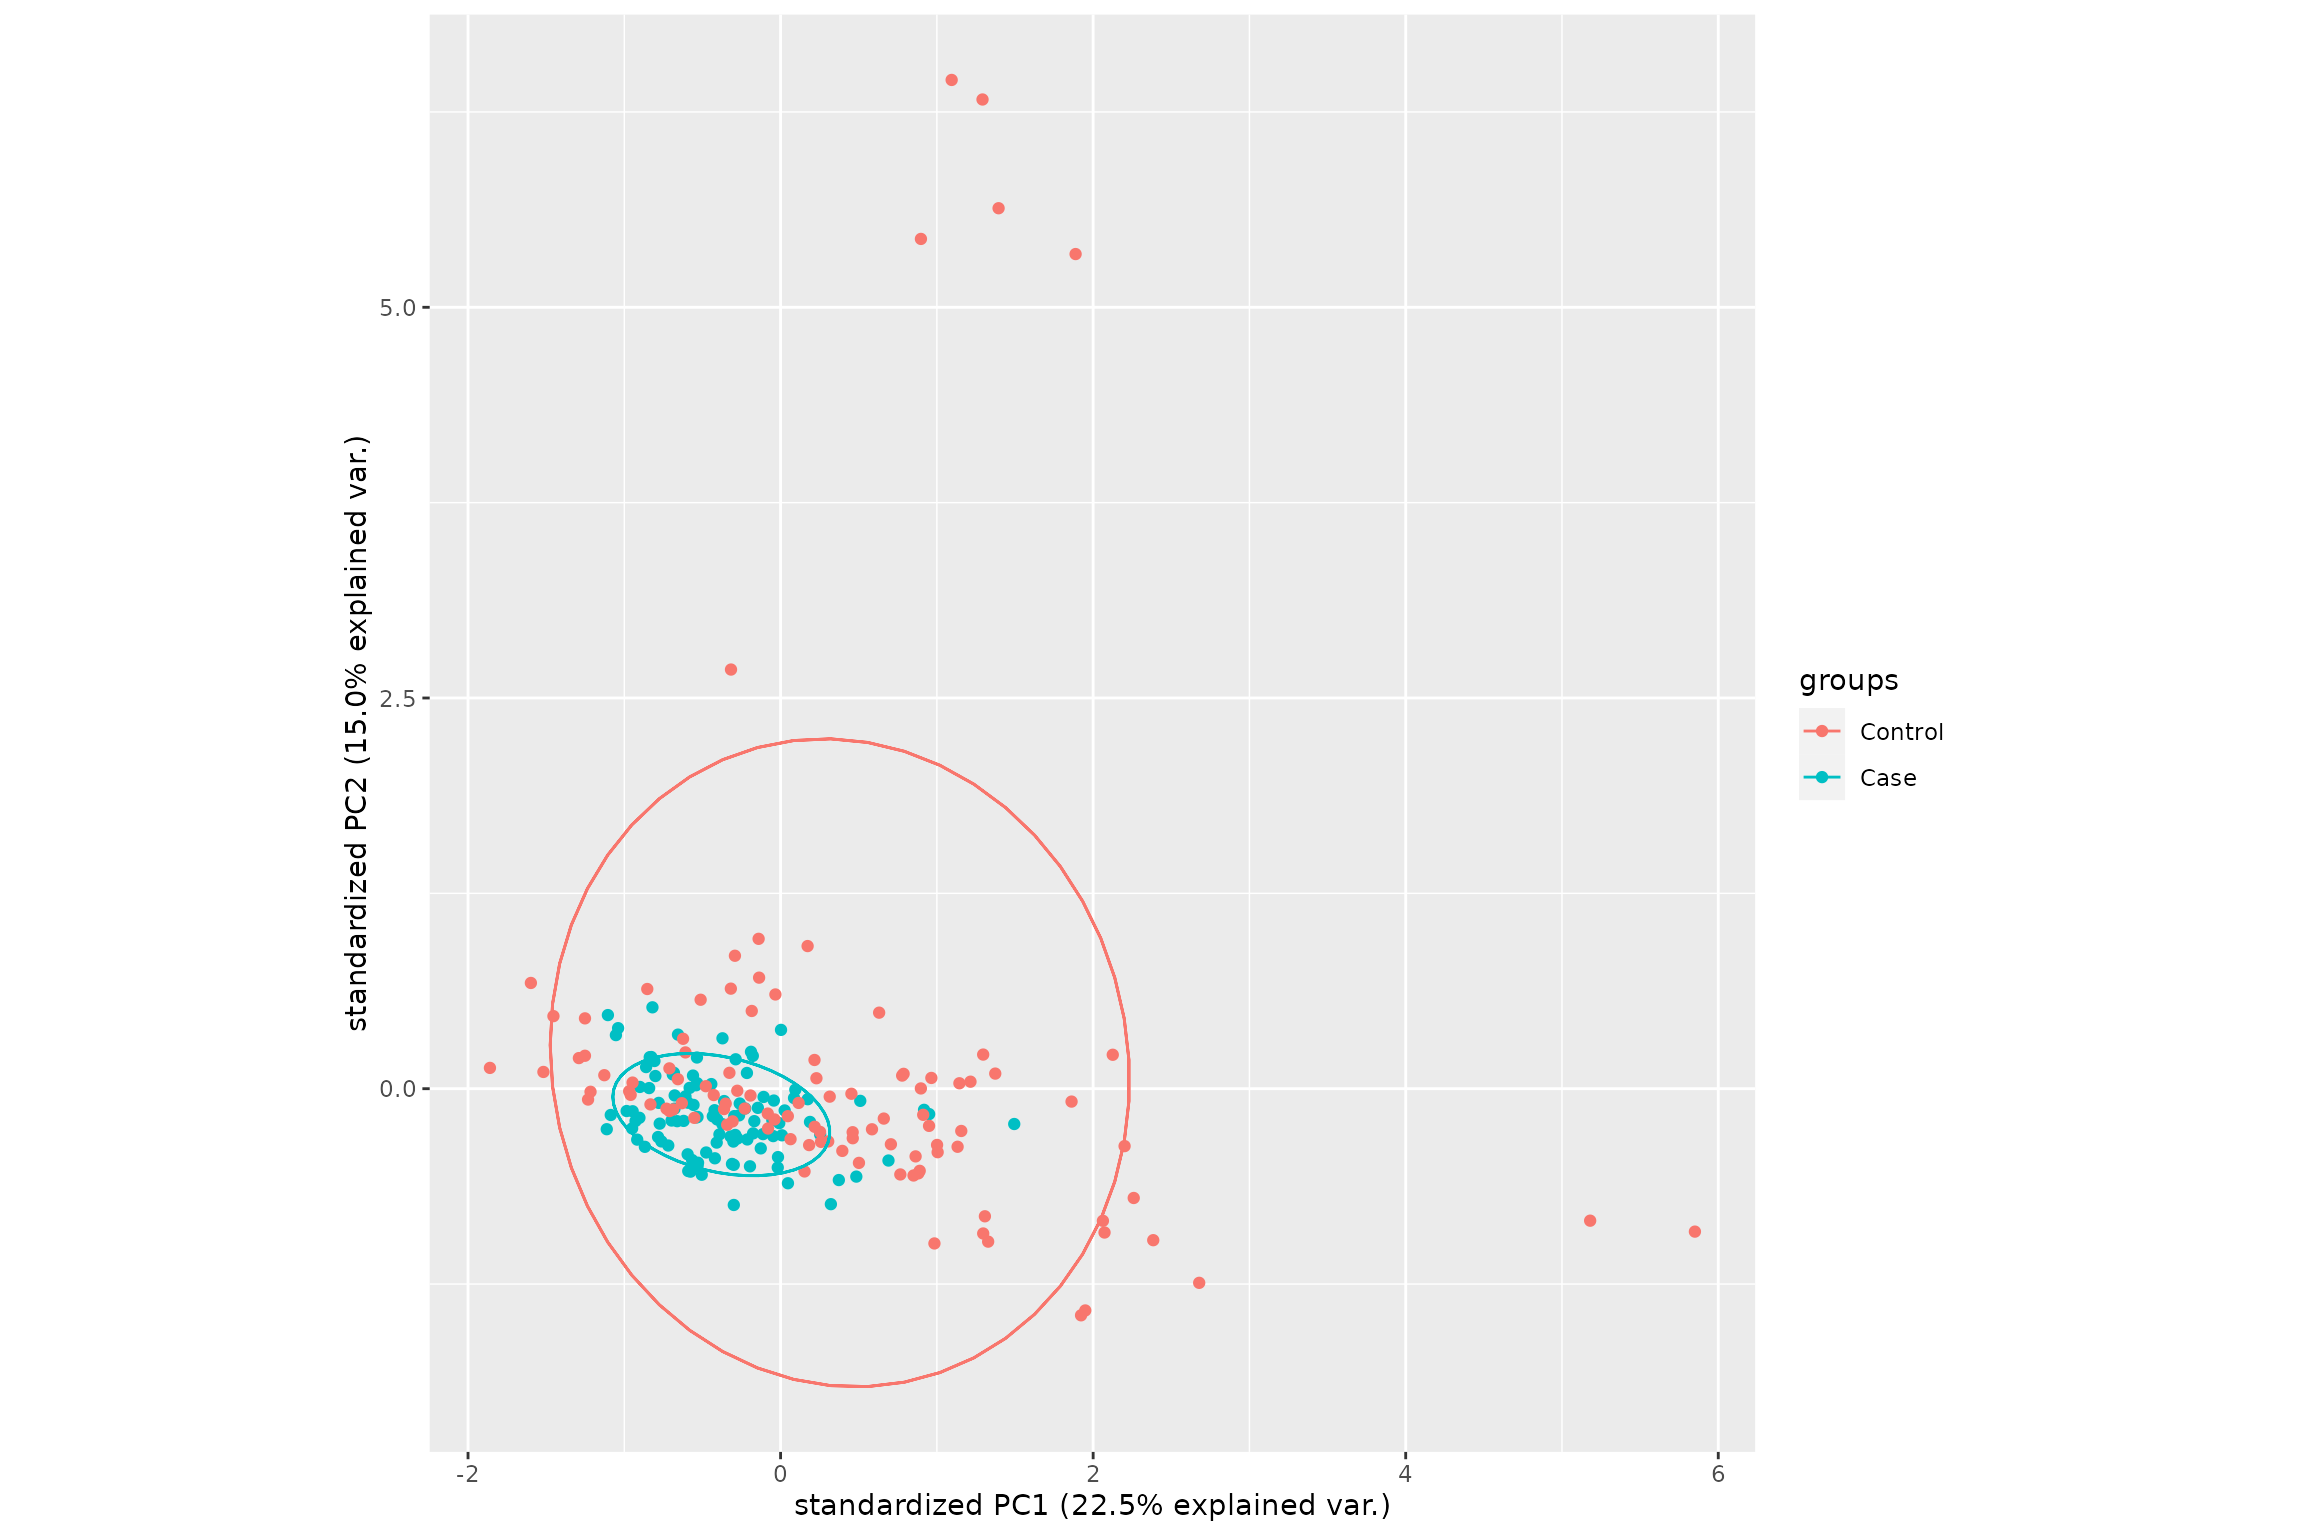 standardized PC2 (15.0% explained var.)
5.0
2.5
0.0
-2
0
2
4
6
standardized PC1 (22.5% explained var.)
groups
Control
Case